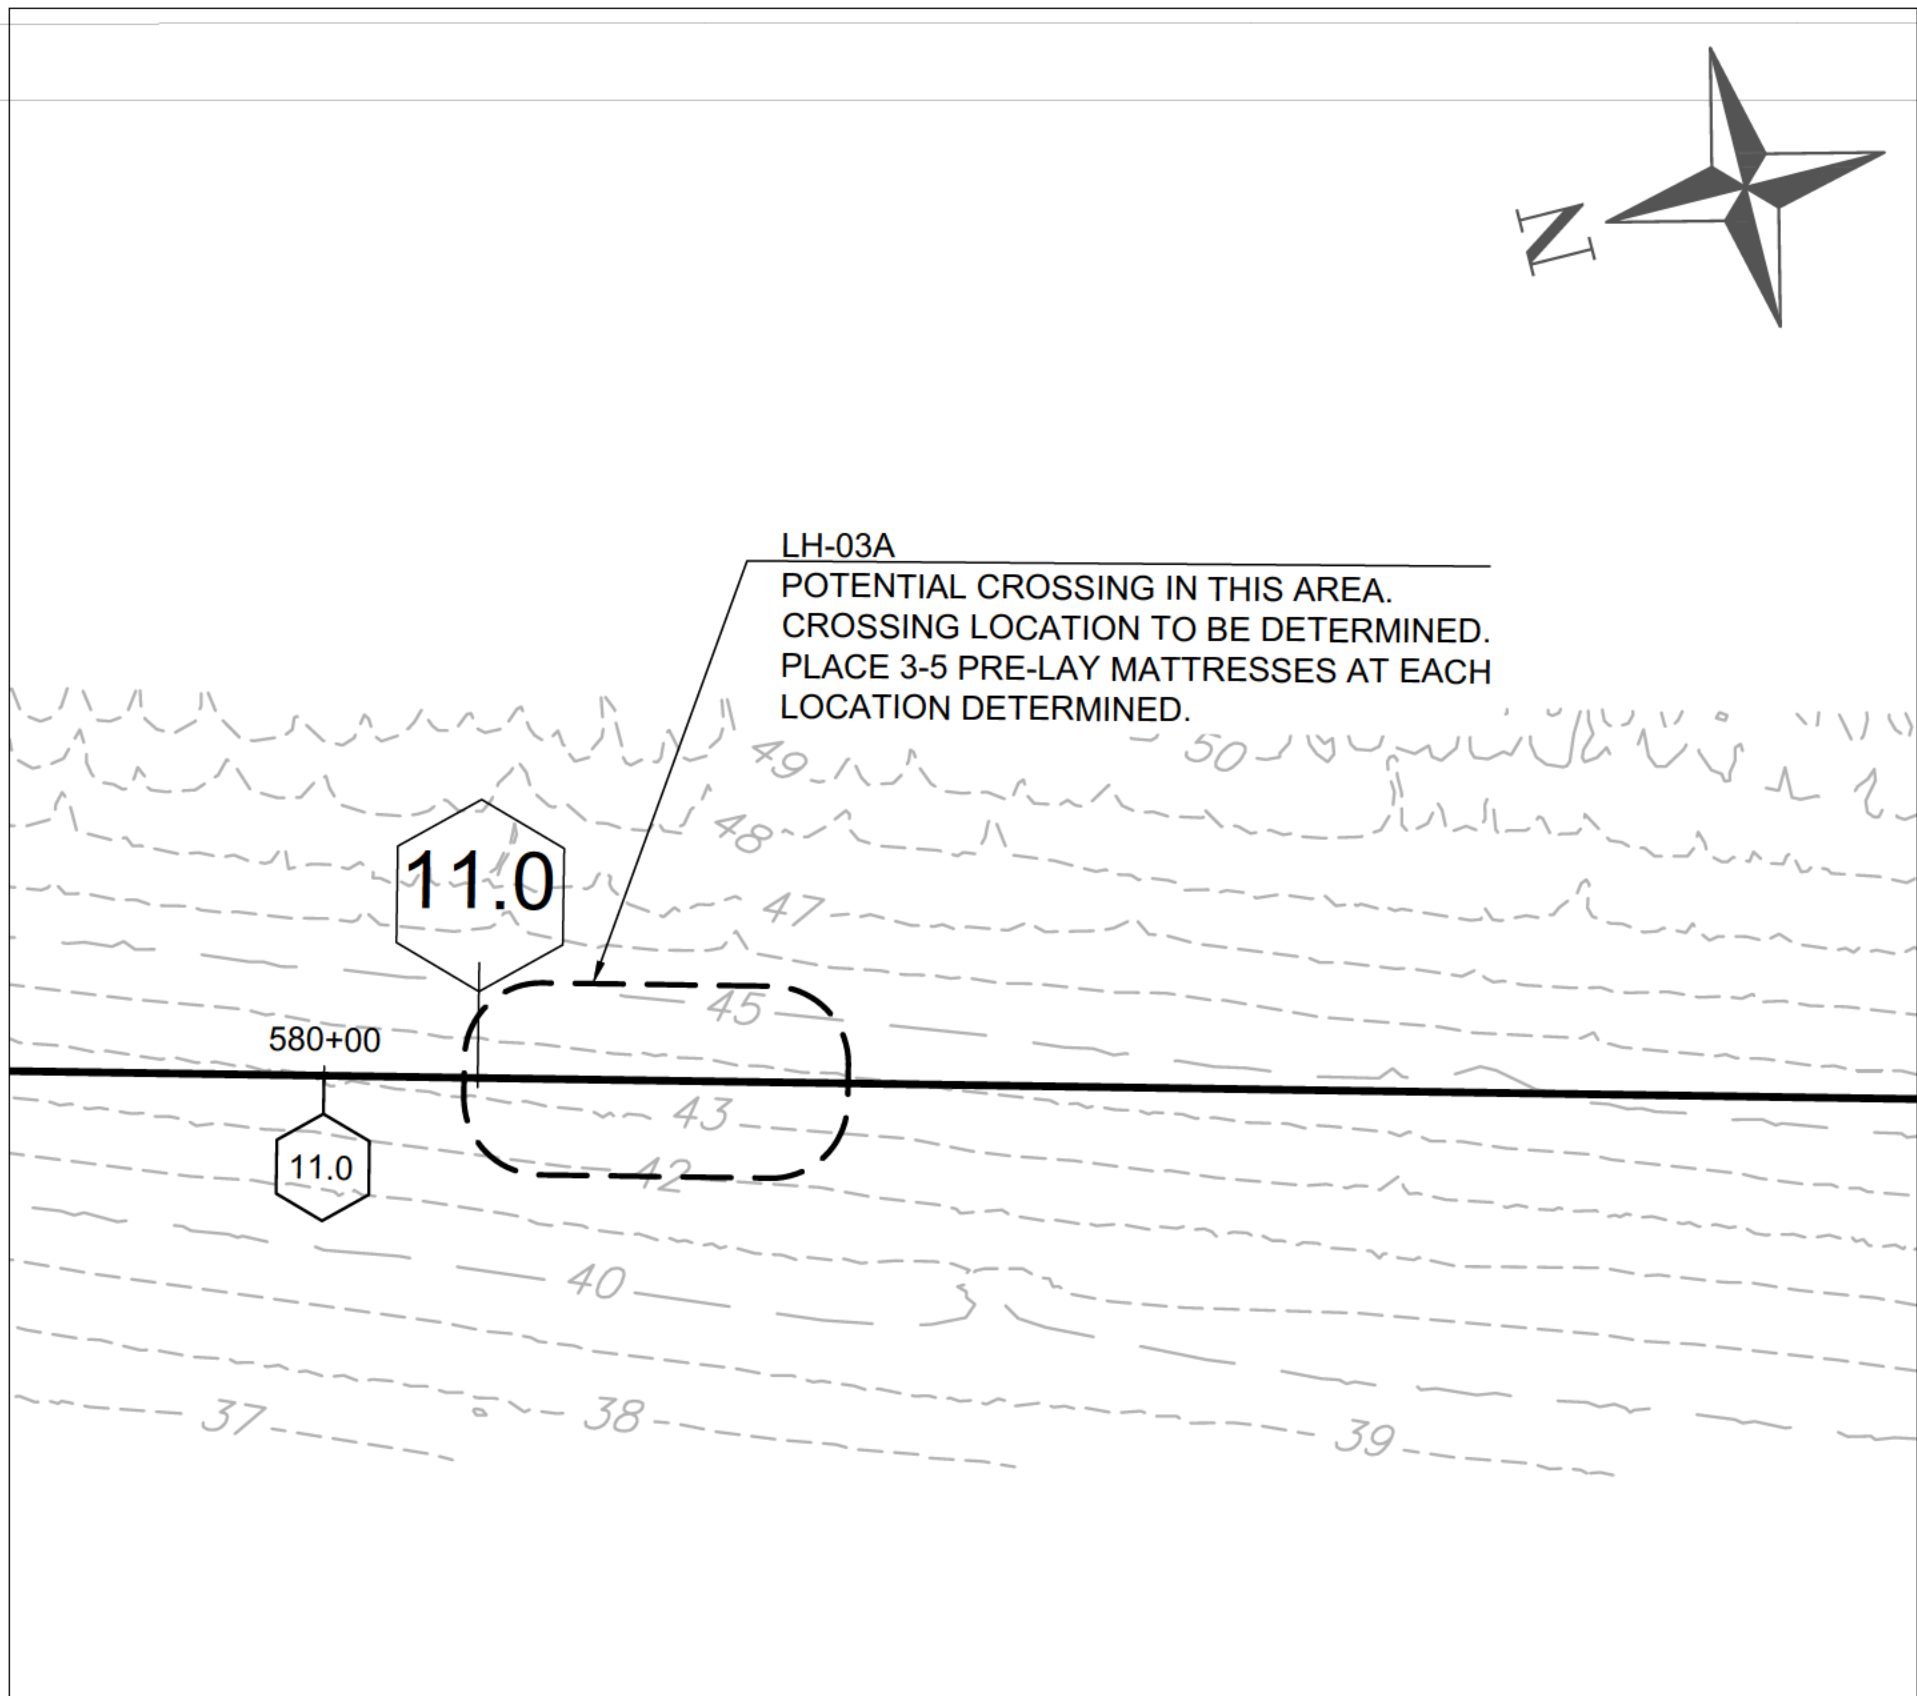 N
LH-03A
POTENTIAL CROSSING IN THIS AREA.
CROSSING LOCATION TO BE DETERMINED.
PLACE 3-5 PRE-LAY MATTRESSES AT EACH
LOCATION DETERMINED.
49
50
48
11.0
47
45
580+00
43
11.0
42
40
37
38
39